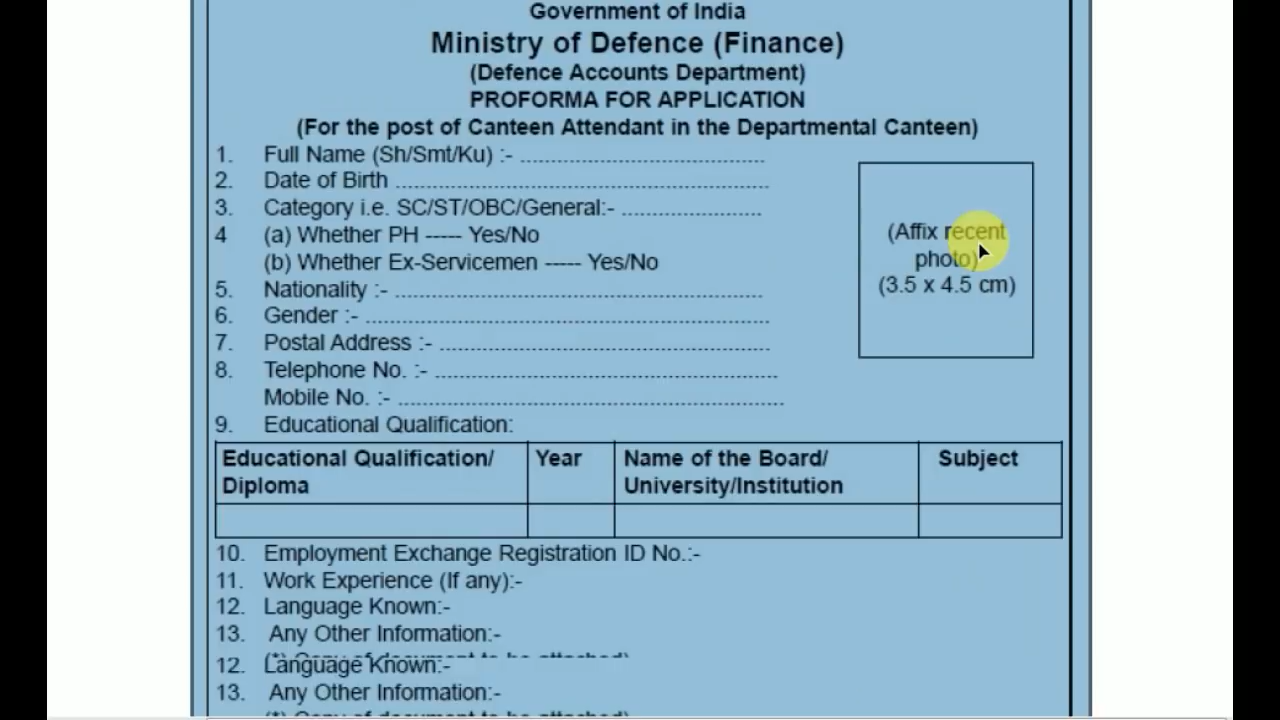 Government of India
Ministry of Defence (Finance)
(Defence Accounts Department)
PROFORMA FOR APPLICATION
(For the post of Canteen Attendant in the Departmental Canteen)
1. Full Name (Sh/Smt/Ku) :- ........................................
2. Date of Birth ..............................................................
3. Category i.e. SC/ST/OBC/General:- .......................
4 (a) Whether PH ----- Yes/No
(b) Whether Ex-Servicemen ----- Yes/No
5. Nationality :- .............................................................
6. Gender :- ...................................................................
7. Postal Address :- .......................................................
8. Telephone No. :- .........................................................
Mobile No. :- ................................................................
(Affix recent
photo)
(3.5 x 4.5 cm)
9. Educational Qualification:
Educational Qualification/ Diploma Year Name of the Board/ University/Institution Subject
10. Employment Exchange Registration ID No.:-
11. Work Experience (If any):-
12. Language Known:-
13. Any Other Information:-
12. Language Known:-
13. Any Other Information:-